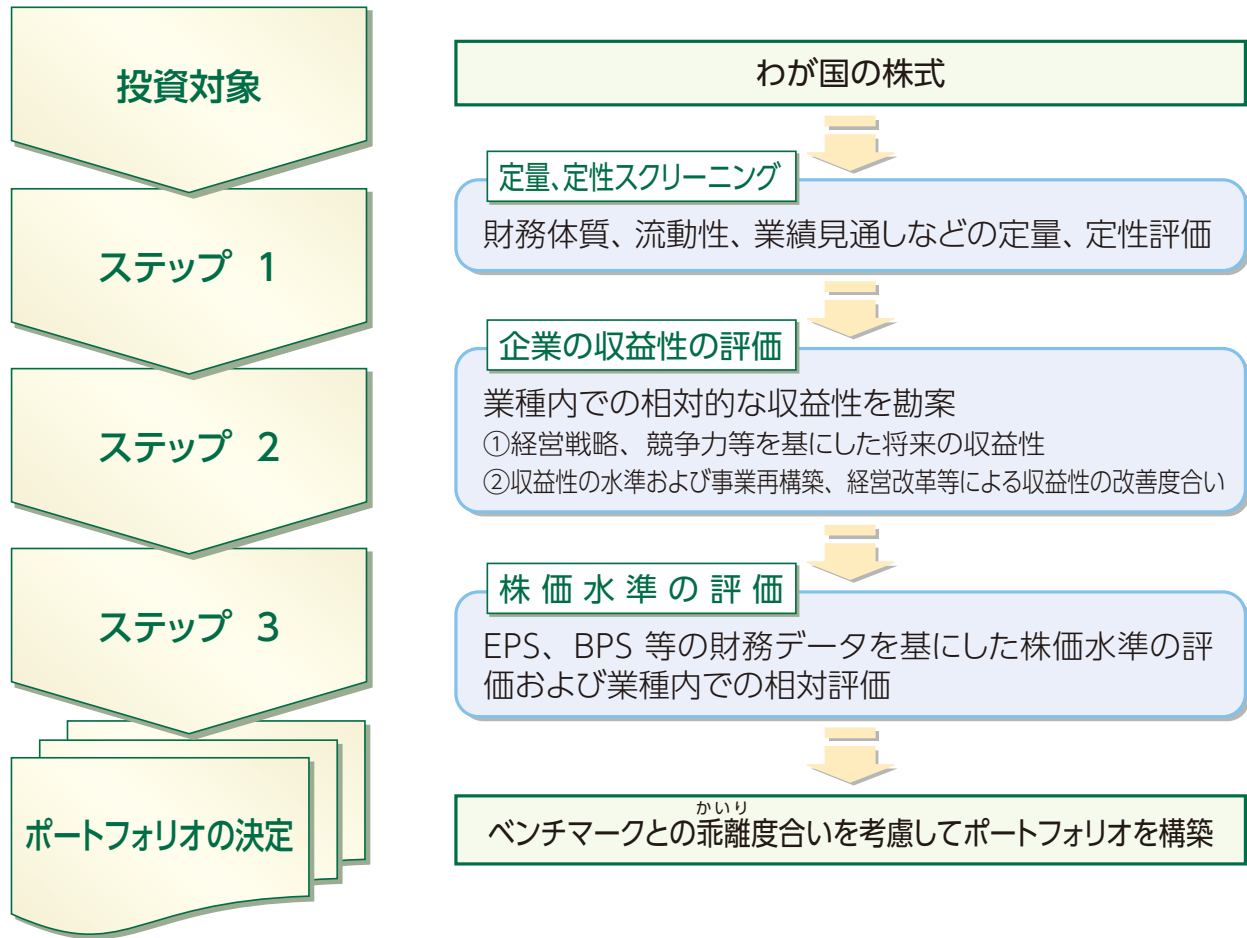 投資対象
わが国の株式
ステップ 1
定量、定性スクリーニング
財務体質、流動性、業績見通しなどの定量、定性評価
ステップ 2
企業の収益性の評価
業種内での相対的な収益性を勘案
①経営戦略、競争力等を基にした将来の収益性
②収益性の水準および事業再構築、経営改革等による収益性の改善度合い
ステップ 3
株価水準の評価
EPS、BPS 等の財務データを基にした株価水準の評
価および業種内での相対評価
ポートフォリオの決定
かいり
ベンチマークとの乖離度合いを考慮してポートフォリオを構築